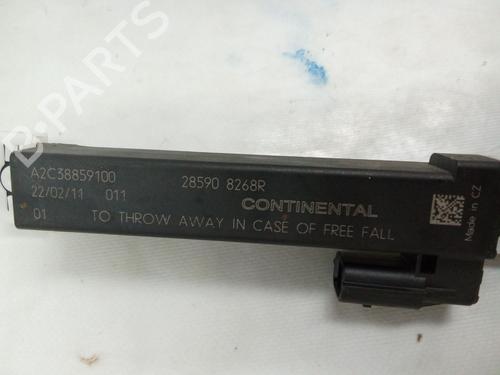 B-PARTS
A2C38859100 28590 8268R
22/02/11 011 CONTINENTAL
01 TO THROW AWAY IN CASE OF FREE FALL
Made in CZ